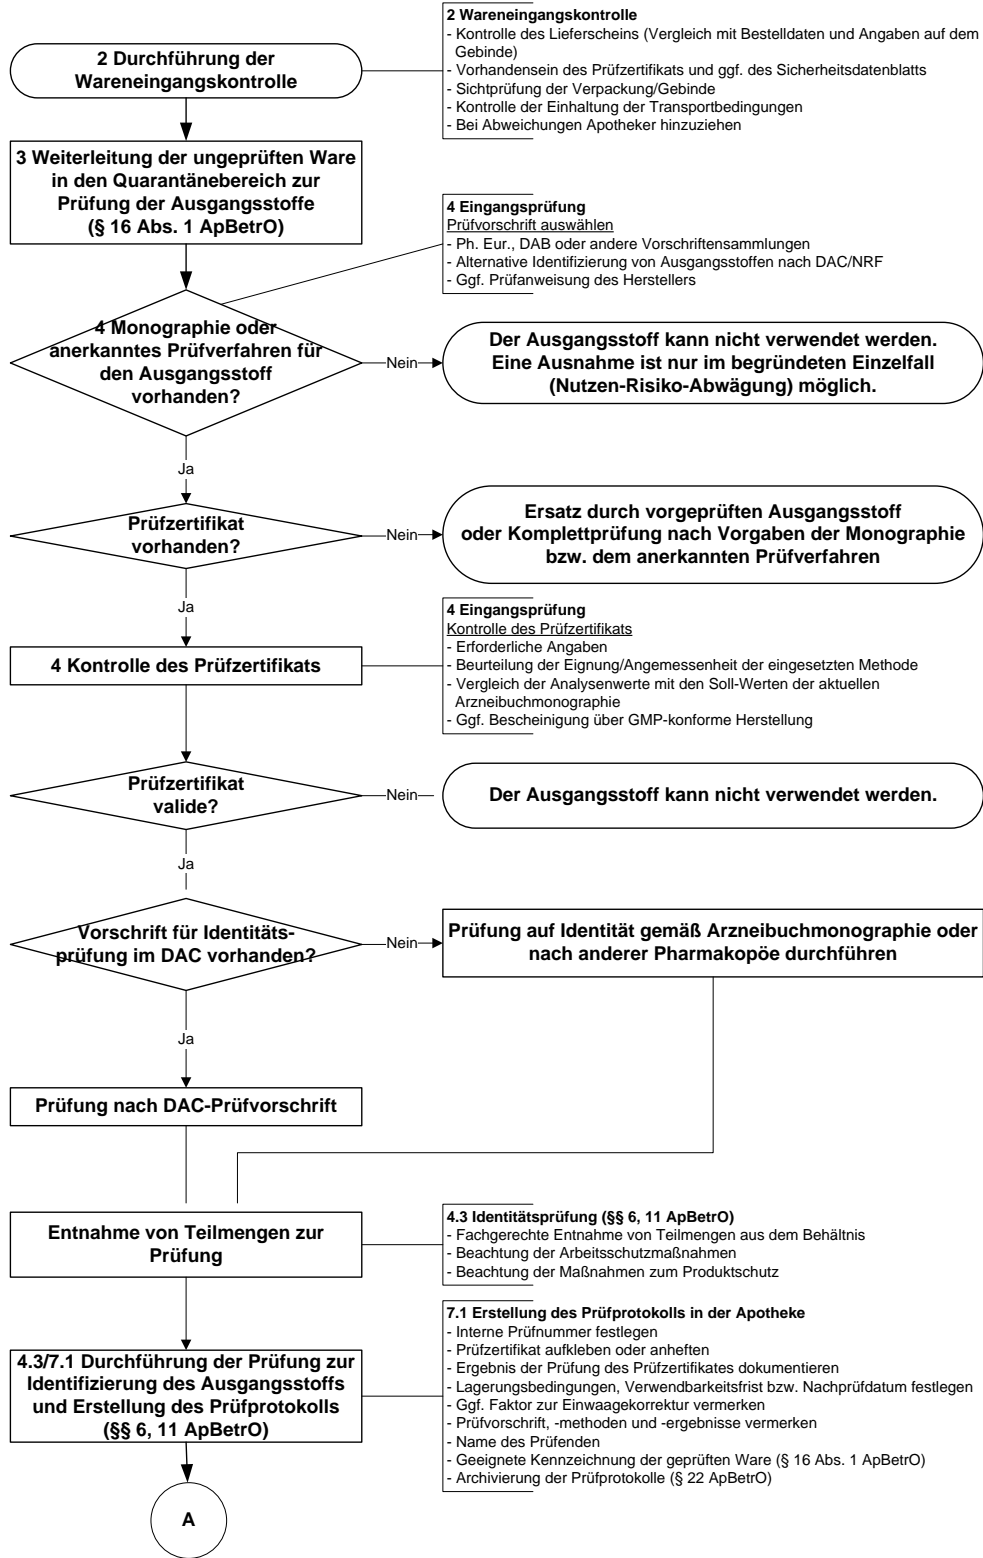 2 Durchführung der
Wareneingangskontrolle
2 Wareneingangskontrolle
- Kontrolle des Lieferscheins (Vergleich mit Bestelldaten und Angaben auf dem
Gebinde)
- Vorhandensein des Prüfzertifikats und ggf. des Sicherheitsdatenblatts
- Sichtprüfung der Verpackung/Gebinde
- Kontrolle der Einhaltung der Transportbedingungen
- Bei Abweichungen Apotheker hinzuziehen
3 Weiterleitung der ungeprüften Ware
in den Quarantänebereich zur
Prüfung der Ausgangsstoffe
(§ 16 Abs. 1 ApBetrO)
4 Eingangsprüfung
Prüfvorschrift auswählen
- Ph. Eur., DAB oder andere Vorschriftensammlungen
- Alternative Identifizierung von Ausgangsstoffen nach DAC/NRF
- Ggf. Prüfanweisung des Herstellers
4 Monographie oder
anerkanntes Prüfverfahren für
den Ausgangsstoff
vorhanden?
Nein
Der Ausgangsstoff kann nicht verwendet werden.
Eine Ausnahme ist nur im begründeten Einzelfall
(Nutzen-Risiko-Abwägung) möglich.
Ja
Prüfzertifikat
vorhanden?
Nein
Ersatz durch vorgeprüften Ausgangsstoff
oder Komplettprüfung nach Vorgaben der Monographie
bzw. dem anerkannten Prüfverfahren
Ja
4 Kontrolle des Prüfzertifikats
4 Eingangsprüfung
Kontrolle des Prüfzertifikats
- Erforderliche Angaben
- Beurteilung der Eignung/Angemessenheit der eingesetzten Methode
- Vergleich der Analysenwerte mit den Soll-Werten der aktuellen
Arzneibuchmonographie
- Ggf. Bescheinigung über GMP-konforme Herstellung
Prüfzertifikat
valide?
Nein
Der Ausgangsstoff kann nicht verwendet werden.
Ja
Vorschrift für Identitäts-
prüfung im DAC vorhanden?
Nein
Prüfung auf Identität gemäß Arzneibuchmonographie oder
nach anderer Pharmakopöe durchführen
Ja
Prüfung nach DAC-Prüfvorschrift
Entnahme von Teilmengen zur
Prüfung
4.3 Identitätsprüfung (§§ 6, 11 ApBetrO)
- Fachgerechte Entnahme von Teilmengen aus dem Behältnis
- Beachtung der Arbeitsschutzmaßnahmen
- Beachtung der Maßnahmen zum Produktschutz
4.3/7.1 Durchführung der Prüfung zur
Identifizierung des Ausgangsstoffs
und Erstellung des Prüfprotokolls
(§§ 6, 11 ApBetrO)
7.1 Erstellung des Prüfprotokolls in der Apotheke
- Interne Prüfnummer festlegen
- Prüfzertifikat aufkleben oder anheften
- Ergebnis der Prüfung des Prüfzertifikates dokumentieren
- Lagerungsbedingungen, Verwendbarkeitsfrist bzw. Nachprüfdatum festlegen
- Ggf. Faktor zur Einwaagekorrektur vermerken
- Prüfvorschrift, -methoden und -ergebnisse vermerken
- Name des Prüfenden
- Geeignete Kennzeichnung der geprüften Ware (§ 16 Abs. 1 ApBetrO)
- Archivierung der Prüfprotokolle (§ 22 ApBetrO)
A